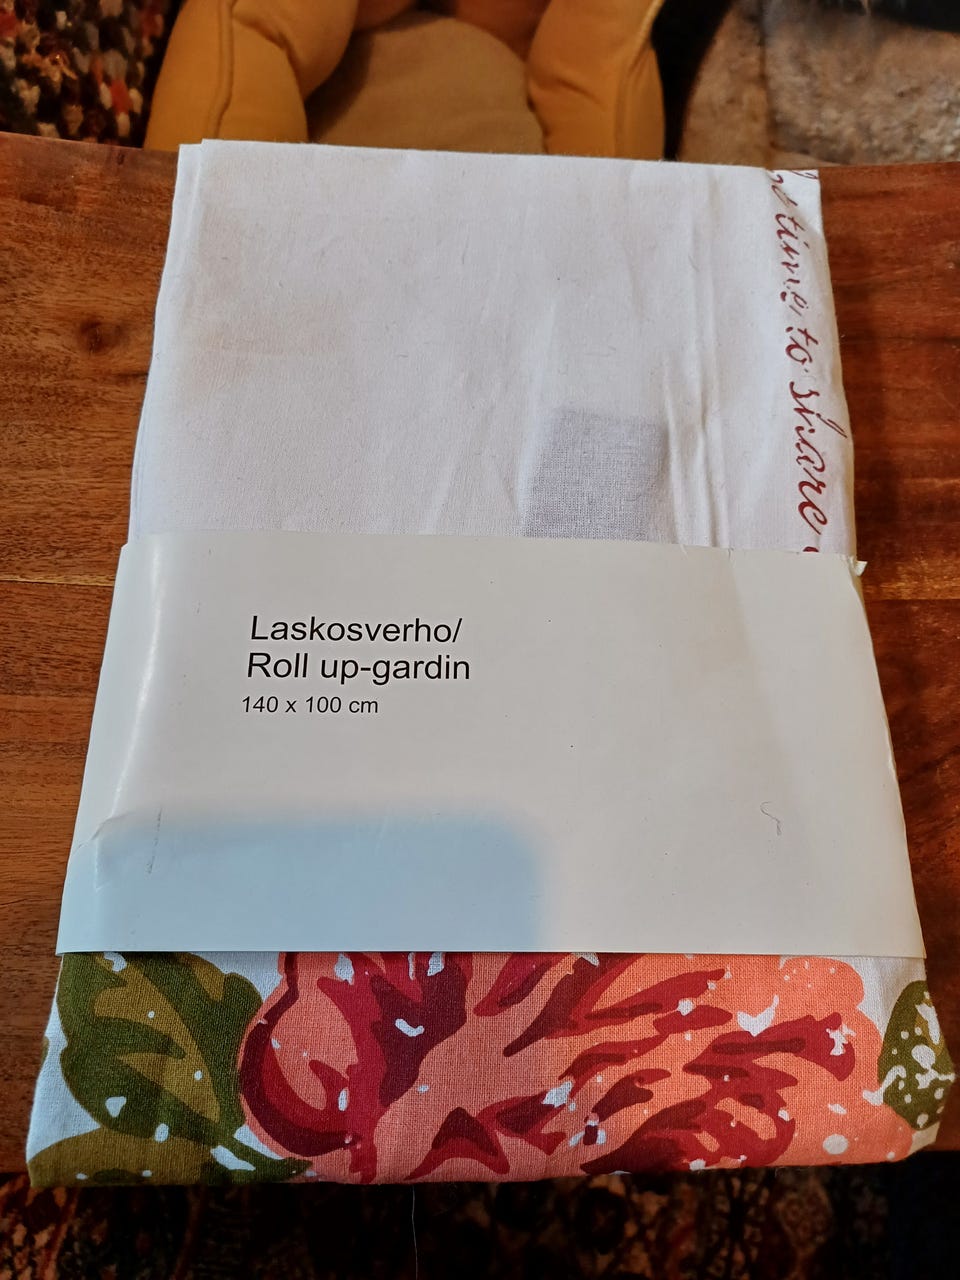 Laskosverho/
Roll up-gardin
140 x 100 cm
time to share